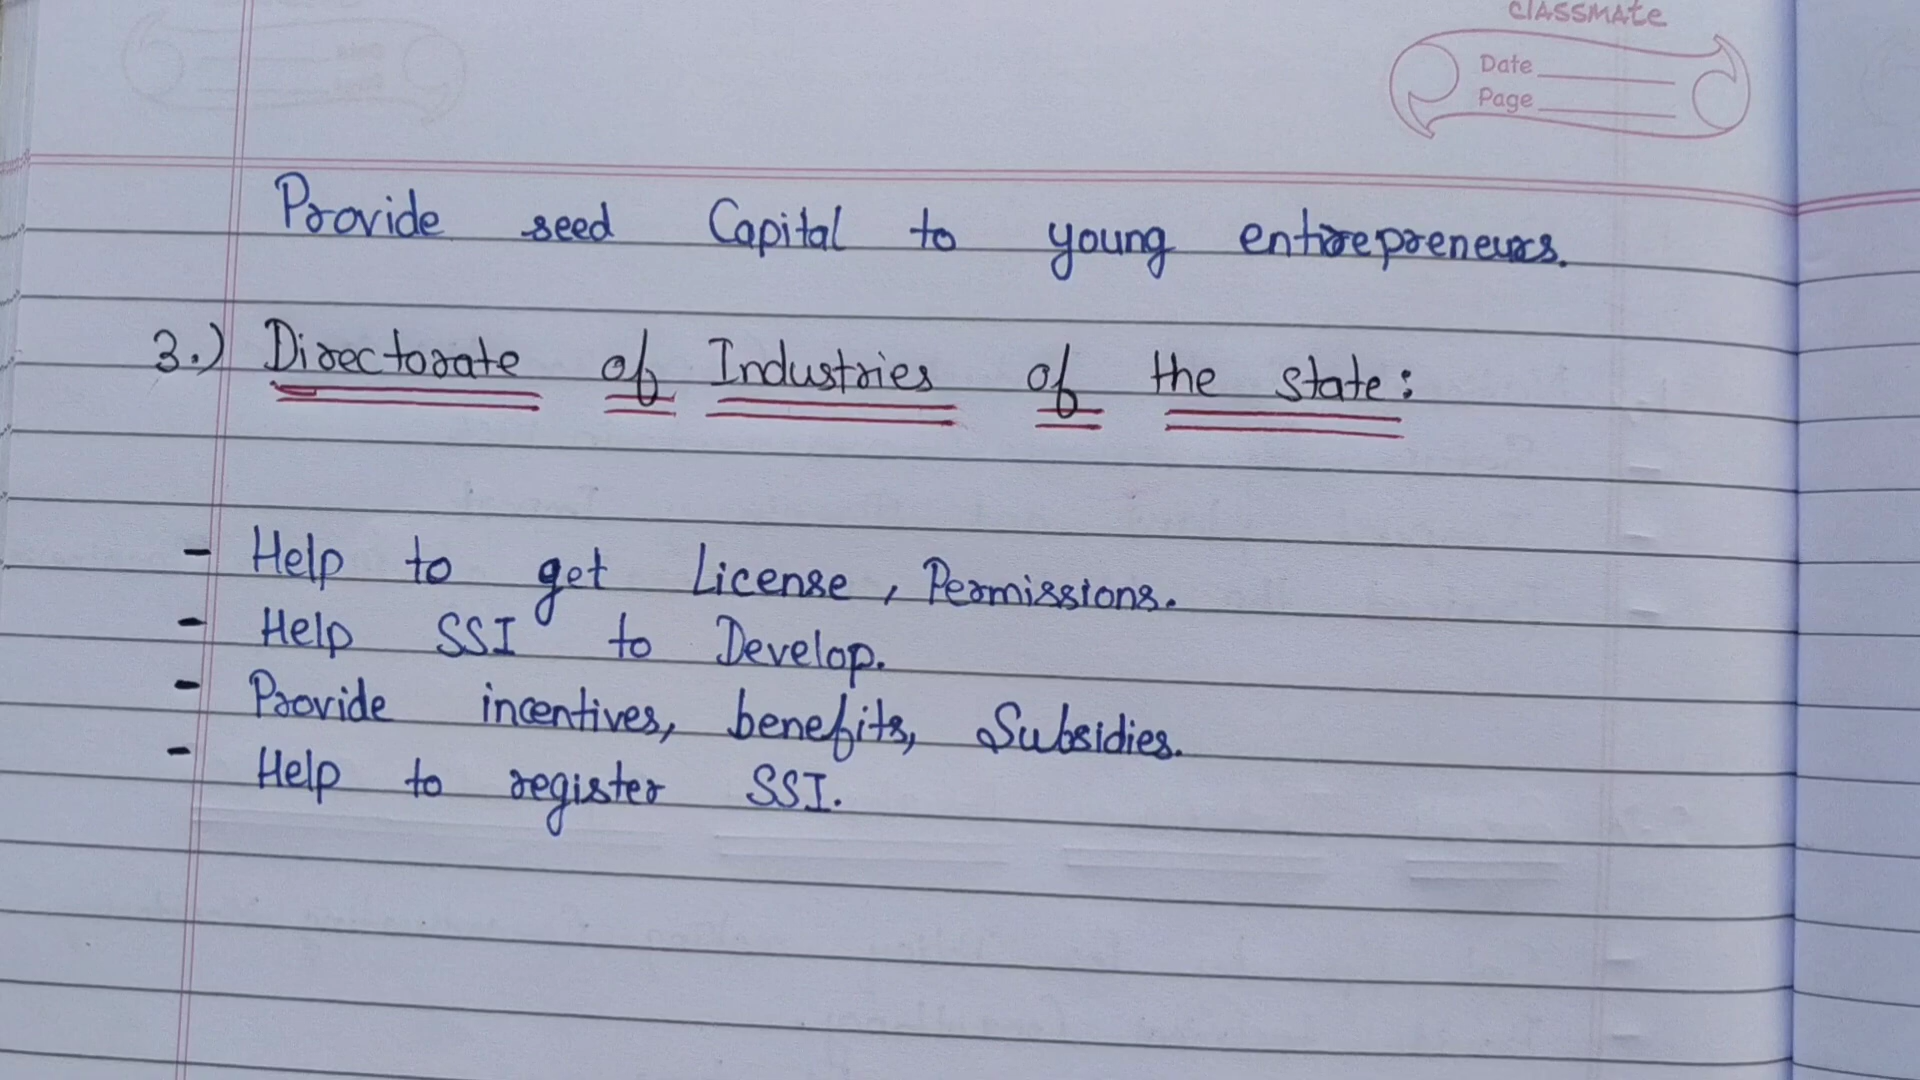 classmate
Date
Page
Provide seed Capital to young entrepreneurs.
3.) Directorate of Industries of the state:
- Help to get License, Permissions.
- Help SSI to Develop.
- Provide incentives, benefits, Subsidies.
- Help to register SSI.